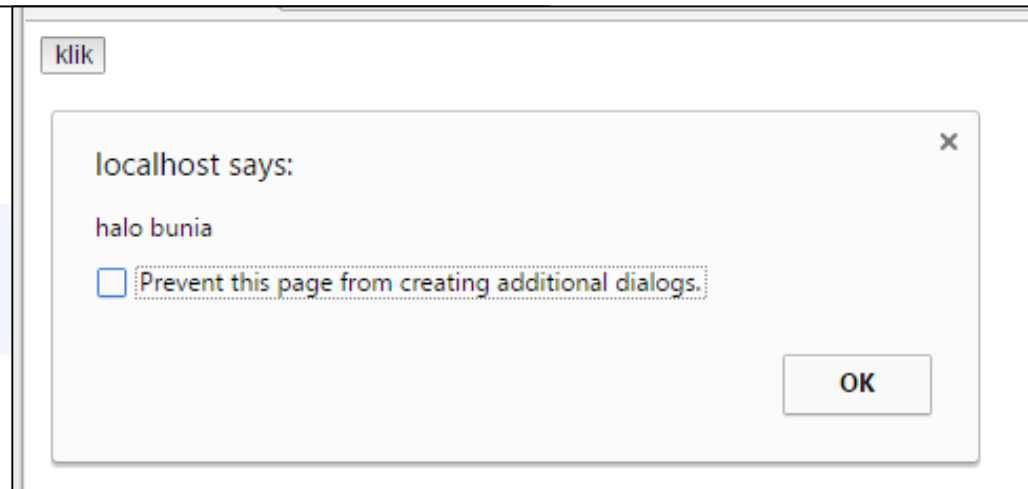 klik
localhost says:
halo bunia
Prevent this page from creating additional dialogs.
OK